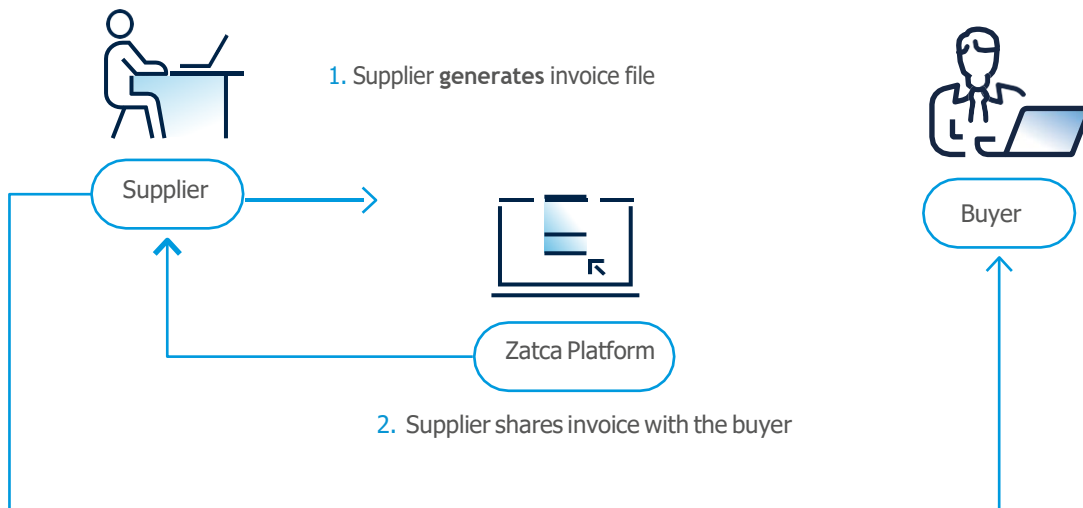 1. Supplier generates invoice file
Supplier
Buyer
Zatca Platform
2. Supplier shares invoice with the buyer